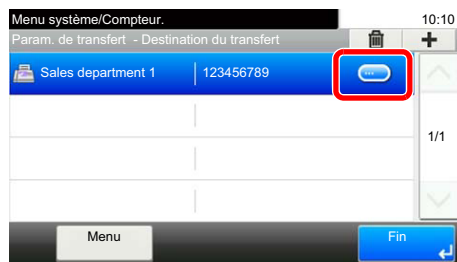 Menu système/Compteur. 10:10
Param. de transfert - Destination du transfert
Sales department 1 123456789
1/1
Menu Fin